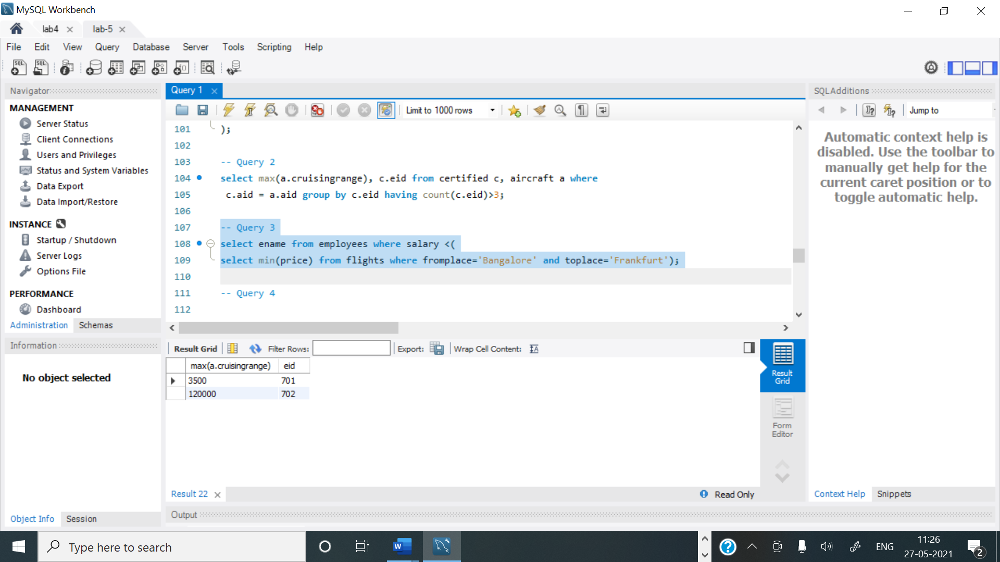 MySQL Workbench
lab4
lab-5
File Edit View Query Database Server Tools Scripting Help
Navigator
MANAGEMENT
Server Status
Client Connections
Users and Privileges
Status and System Variables
Data Export
Data Import/Restore
INSTANCE
Startup / Shutdown
Server Logs
Options File
PERFORMANCE
Dashboard
Administration Schemas
Information
No object selected
Object Info Session
Query 1
Limit to 1000 rows
101 );
102
103 -- Query 2
104 select max(a.cruisingrange), c.eid from certified c, aircraft a where
105 c.aid = a.aid group by c.eid having count(c.eid)>3;
106
107 -- Query 3
108 select ename from employees where salary <(
109 select min(price) from flights where fromplace='Bangalore' and toplace='Frankfurt');
110
111 -- Query 4
112
Result Grid Filter Rows: Export: Wrap Cell Content:
max(a.cruisingrange) eid
3500 701
120000 702
Result Grid
Form Editor
Result 22
Read Only
Output
SQLAdditions
Jump to
Automatic context help is
disabled. Use the toolbar to
manually get help for the
current caret position or to
toggle automatic help.
Context Help Snippets
Type here to search
ENG
11:26
27-05-2021
2